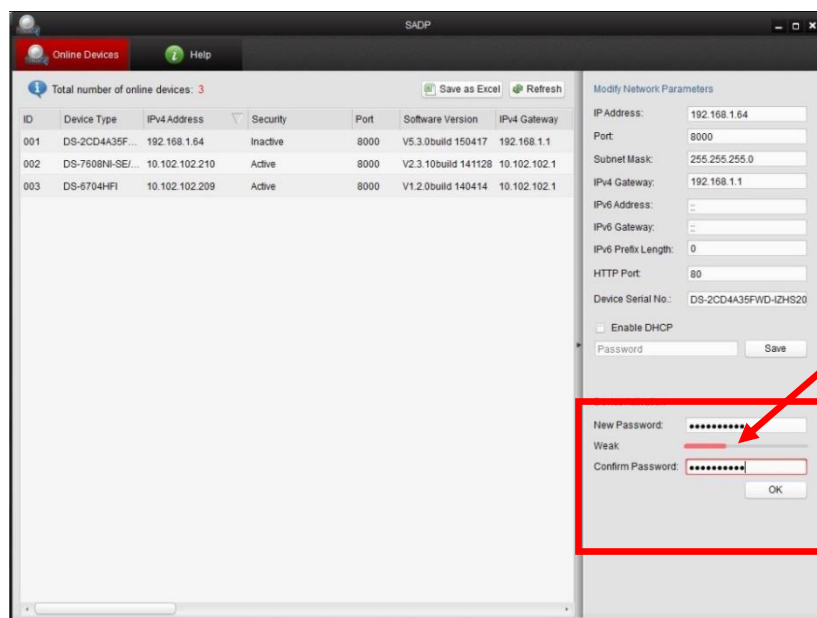 SADP
Online Devices
Help
Total number of online devices: 3
Save as Excel
Refresh
ID Device Type IPv4 Address Security Port Software Version IPv4 Gateway
001 DS-2CD4A35F... 192.168.1.64 Inactive 8000 V5.3.0build 150417 192.168.1.1
002 DS-7608NI-SE/... 10.102.102.210 Active 8000 V2.3.10build 141128 10.102.102.1
003 DS-6704HFI 10.102.102.209 Active 8000 V1.2.0build 140414 10.102.102.1
Modify Network Parameters
IP Address: 192.168.1.64
Port: 8000
Subnet Mask: 255.255.255.0
IPv4 Gateway: 192.168.1.1
IPv6 Address: ::
IPv6 Gateway: ::
IPv6 Prefix Length: 0
HTTP Port: 80
Device Serial No.: DS-2CD4A35FWD-IZHS20
Enable DHCP
Password Save
New Password: ●●●●●●●●●●
Weak
Confirm Password: ●●●●●●●●●●
OK